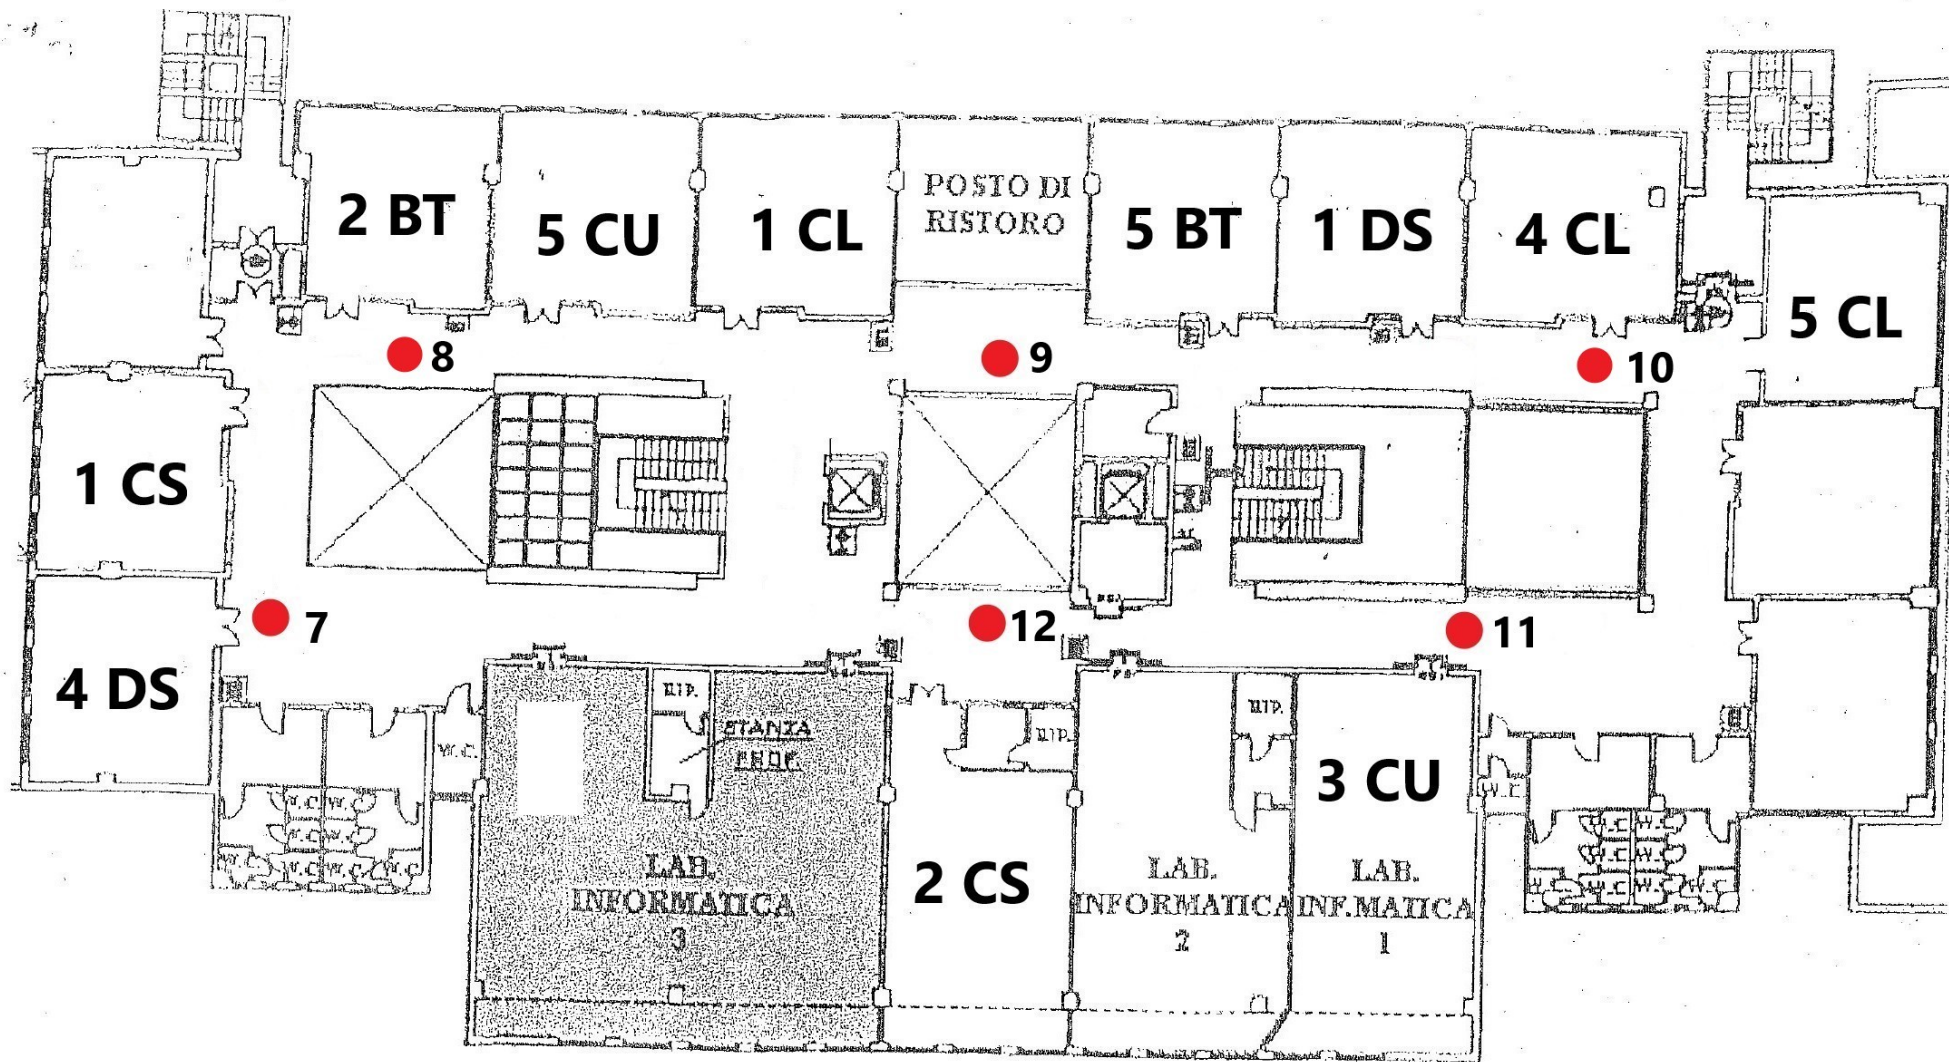 2 BT
5 CU
1 CL
POSTO DI
RISTORO
5 BT
1 DS
4 CL
5 CL
8
9
10
1 CS
7
12
11
4 DS
RIP.
STANZA
RIP.
RIP.
W.C.
3 CU
W.C.
W.C. W.C.
W.C. W.C.
W.C. W.C. W.C. W.C.
LAB.
INFORMATICA
3
2 CS
LAB.
INFORMATICA
2
LAB.
INF.MATICA
1
W.C. W.C.
W.C. W.C.
W.C. W.C. W.C. W.C.